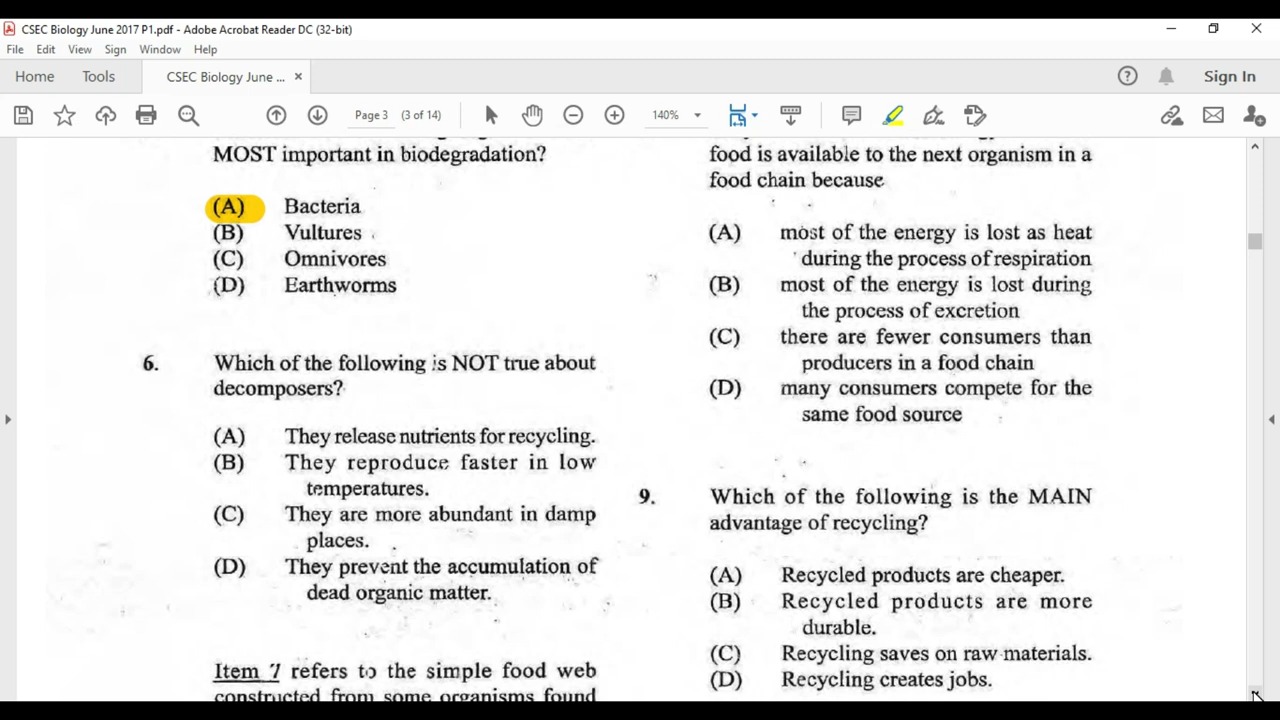 CSEC Biology June 2017 P1.pdf - Adobe Acrobat Reader DC (32-bit)
File Edit View Sign Window Help
Home Tools CSEC Biology June ... × Sign In
Page 3 (3 of 14) 140%
MOST important in biodegradation?
(A) Bacteria
(B) Vultures
(C) Omnivores
(D) Earthworms
6. Which of the following is NOT true about
decomposers?
(A) They release nutrients for recycling.
(B) They reproduce faster in low
temperatures.
(C) They are more abundant in damp
places.
(D) They prevent the accumulation of
dead organic matter.
Item 7 refers to the simple food web
constructed from some organisms found
food is available to the next organism in a
food chain because
(A) most of the energy is lost as heat
during the process of respiration
(B) most of the energy is lost during
the process of excretion
(C) there are fewer consumers than
producers in a food chain
(D) many consumers compete for the
same food source
9. Which of the following is the MAIN
advantage of recycling?
(A) Recycled products are cheaper.
(B) Recycled products are more
durable.
(C) Recycling saves on raw materials.
(D) Recycling creates jobs.